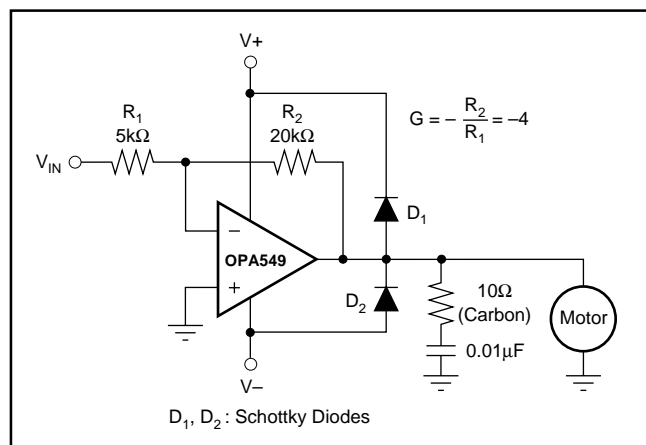 V+
R1
5kΩ
R2
20kΩ
G = – R2/R1 = –4
VIN
D1
–
OPA549
+
D2
10Ω
(Carbon)
Motor
0.01µF
V–
D1, D2 : Schottky Diodes